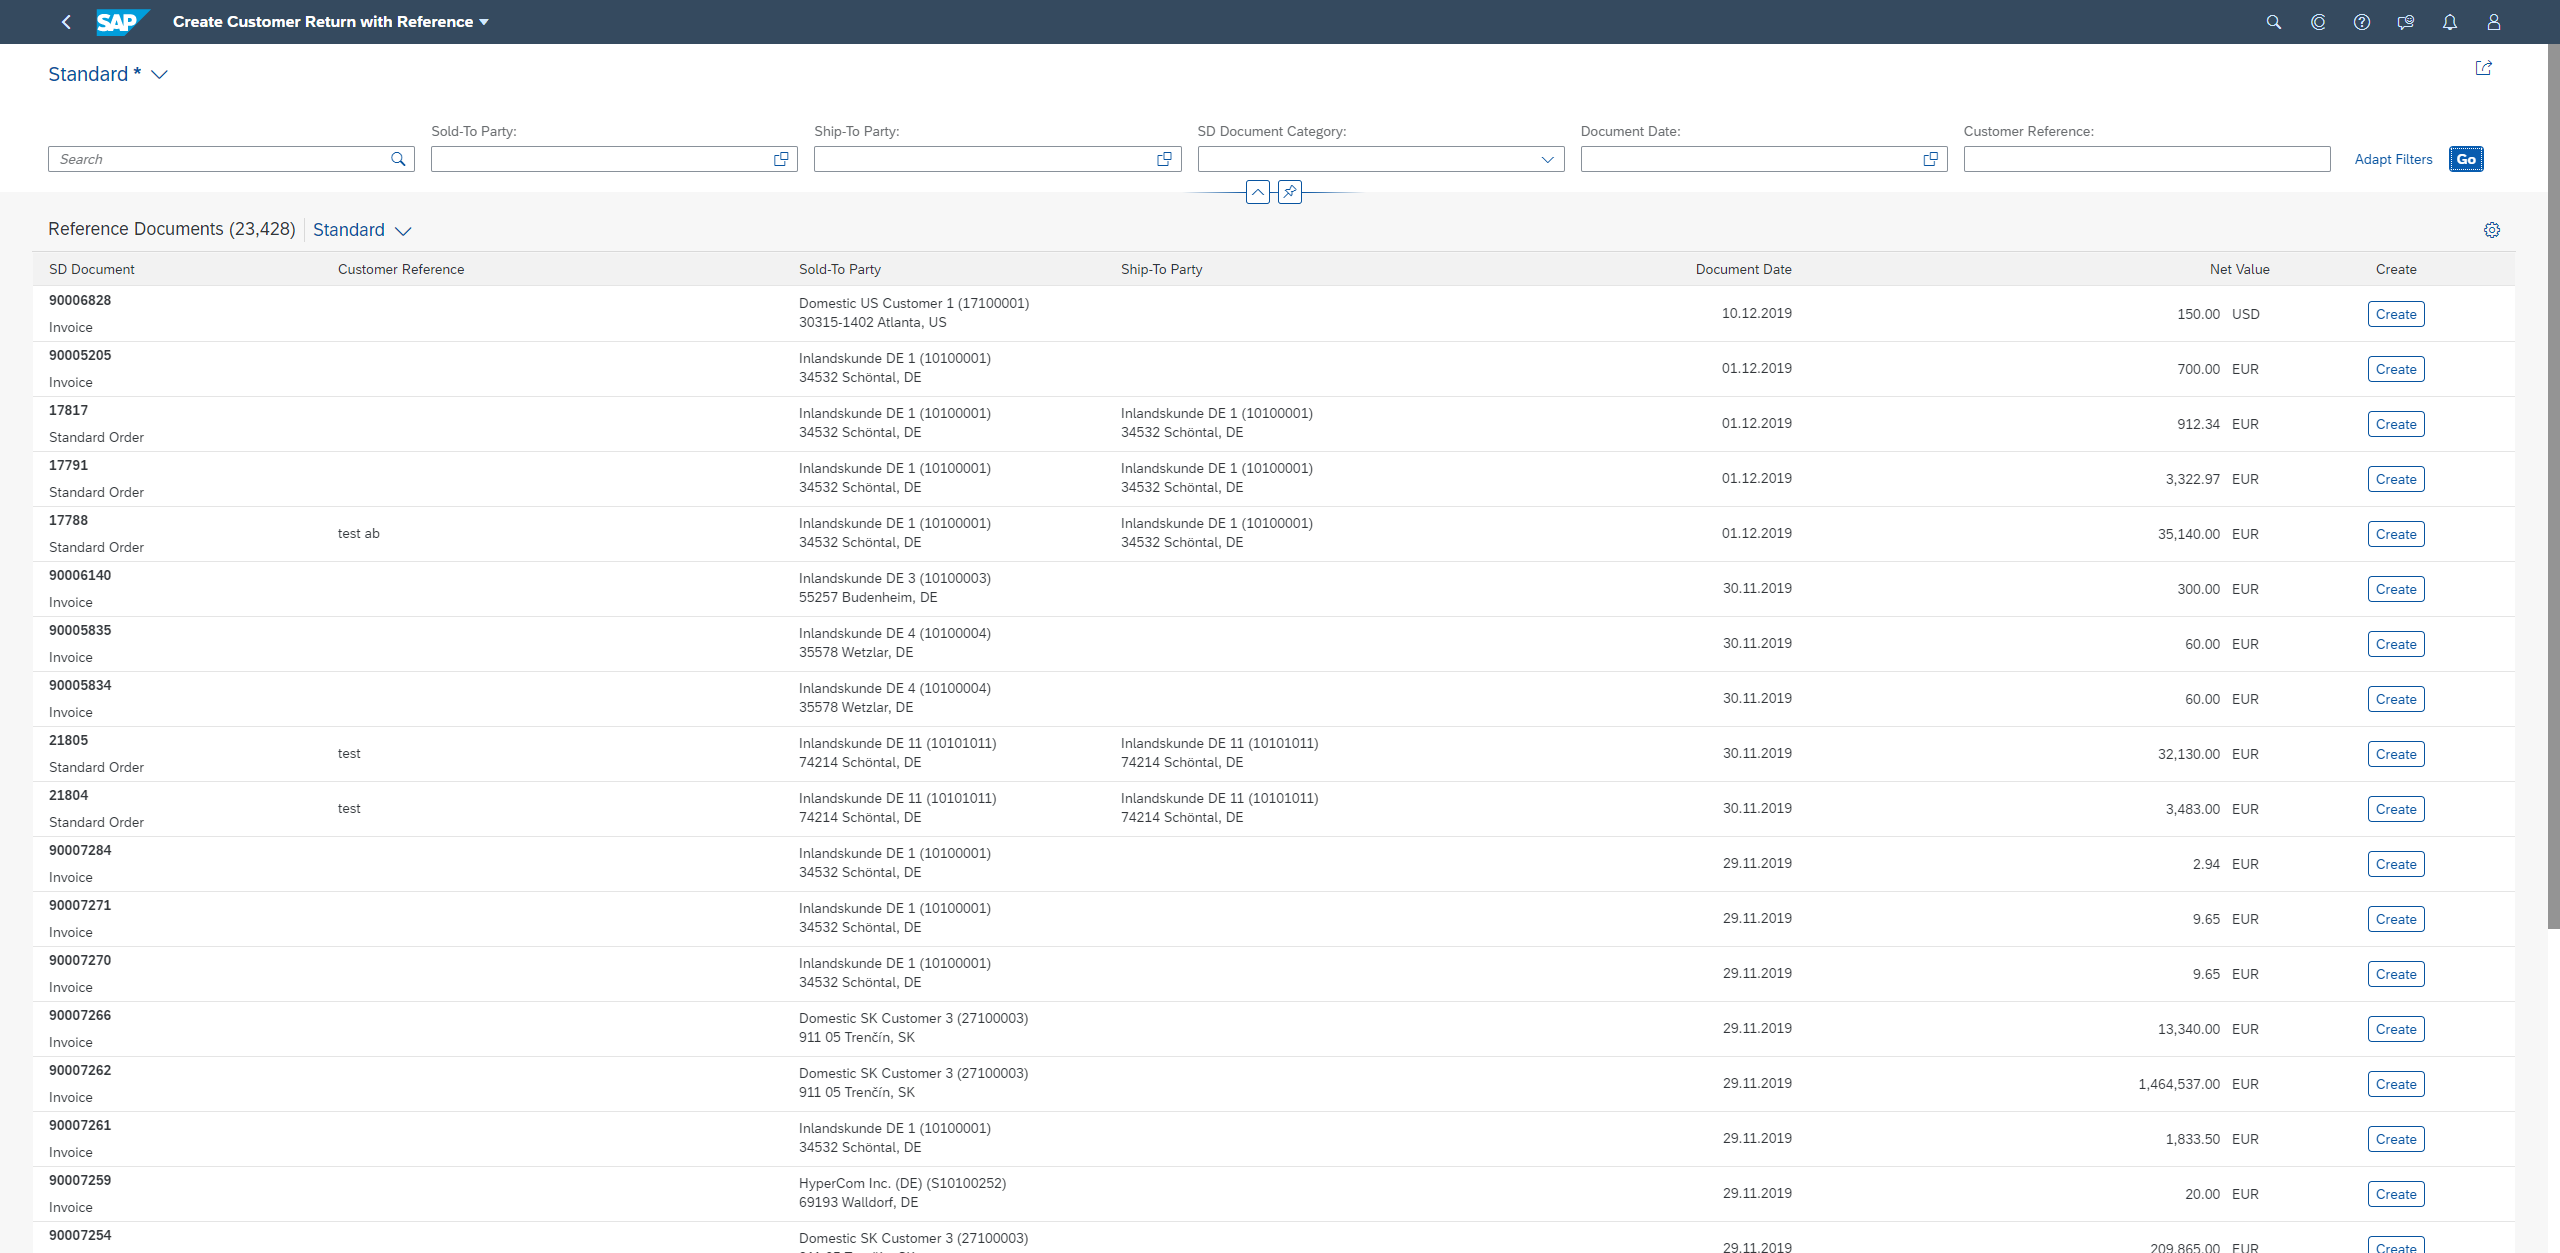 SAP Create Customer Return with Reference
Standard *
Sold-To Party: Ship-To Party: SD Document Category: Document Date: Customer Reference:
Search Adapt Filters Go
Reference Documents (23,428) Standard
SD Document Customer Reference Sold-To Party Ship-To Party Document Date Net Value Create
90006828
Invoice
Domestic US Customer 1 (17100001)
30315-1402 Atlanta, US
10.12.2019 150.00 USD Create
90005205
Invoice
Inlandskunde DE 1 (10100001)
34532 Schöntal, DE
01.12.2019 700.00 EUR Create
17817
Standard Order
Inlandskunde DE 1 (10100001)
34532 Schöntal, DE
Inlandskunde DE 1 (10100001)
34532 Schöntal, DE
01.12.2019 912.34 EUR Create
17791
Standard Order
Inlandskunde DE 1 (10100001)
34532 Schöntal, DE
Inlandskunde DE 1 (10100001)
34532 Schöntal, DE
01.12.2019 3,322.97 EUR Create
17788
Standard Order
test ab
Inlandskunde DE 1 (10100001)
34532 Schöntal, DE
Inlandskunde DE 1 (10100001)
34532 Schöntal, DE
01.12.2019 35,140.00 EUR Create
90006140
Invoice
Inlandskunde DE 3 (10100003)
55257 Budenheim, DE
30.11.2019 300.00 EUR Create
90005835
Invoice
Inlandskunde DE 4 (10100004)
35578 Wetzlar, DE
30.11.2019 60.00 EUR Create
90005834
Invoice
Inlandskunde DE 4 (10100004)
35578 Wetzlar, DE
30.11.2019 60.00 EUR Create
21805
Standard Order
test
Inlandskunde DE 11 (10101011)
74214 Schöntal, DE
Inlandskunde DE 11 (10101011)
74214 Schöntal, DE
30.11.2019 32,130.00 EUR Create
21804
Standard Order
test
Inlandskunde DE 11 (10101011)
74214 Schöntal, DE
Inlandskunde DE 11 (10101011)
74214 Schöntal, DE
30.11.2019 3,483.00 EUR Create
90007284
Invoice
Inlandskunde DE 1 (10100001)
34532 Schöntal, DE
29.11.2019 2.94 EUR Create
90007271
Invoice
Inlandskunde DE 1 (10100001)
34532 Schöntal, DE
29.11.2019 9.65 EUR Create
90007270
Invoice
Inlandskunde DE 1 (10100001)
34532 Schöntal, DE
29.11.2019 9.65 EUR Create
90007266
Invoice
Domestic SK Customer 3 (27100003)
911 05 Trenčín, SK
29.11.2019 13,340.00 EUR Create
90007262
Invoice
Domestic SK Customer 3 (27100003)
911 05 Trenčín, SK
29.11.2019 1,464,537.00 EUR Create
90007261
Invoice
Inlandskunde DE 1 (10100001)
34532 Schöntal, DE
29.11.2019 1,833.50 EUR Create
90007259
Invoice
HyperCom Inc. (DE) (S10100252)
69193 Walldorf, DE
29.11.2019 20.00 EUR Create
90007254
Domestic SK Customer 3 (27100003)
29.11.2019 209,865.00 EUR Create